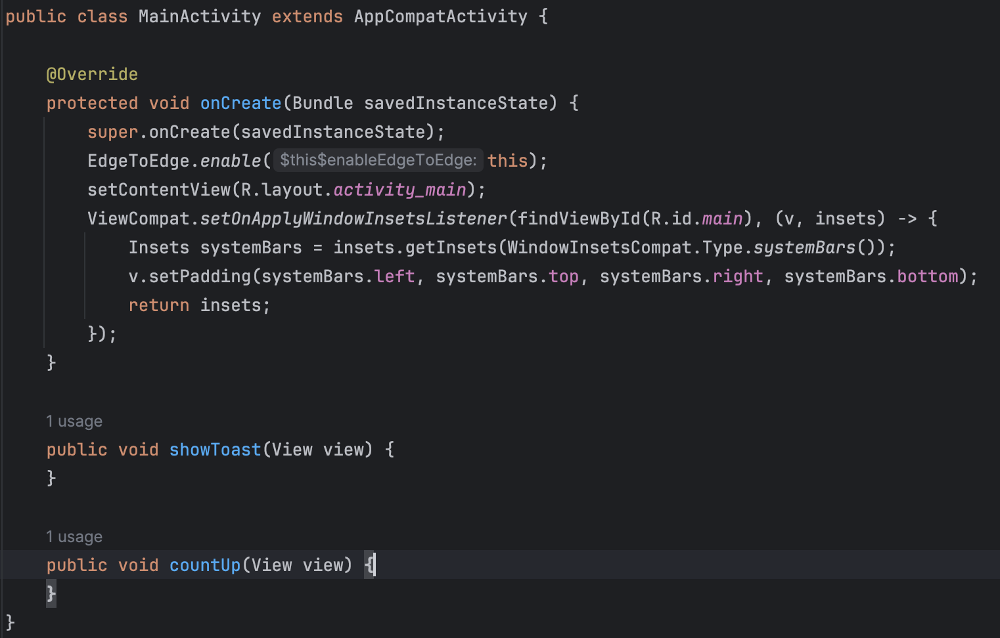 public class MainActivity extends AppCompatActivity {
@Override
protected void onCreate(Bundle savedInstanceState) {
super.onCreate(savedInstanceState);
EdgeToEdge.enable( $this$enableEdgeToEdge: this);
setContentView(R.layout.activity_main);
ViewCompat.setOnApplyWindowInsetsListener(findViewById(R.id.main), (v, insets) -> {
Insets systemBars = insets.getInsets(WindowInsetsCompat.Type.systemBars());
v.setPadding(systemBars.left, systemBars.top, systemBars.right, systemBars.bottom);
return insets;
});
}
1 usage
public void showToast(View view) {
}
1 usage
public void countUp(View view) {
}
}